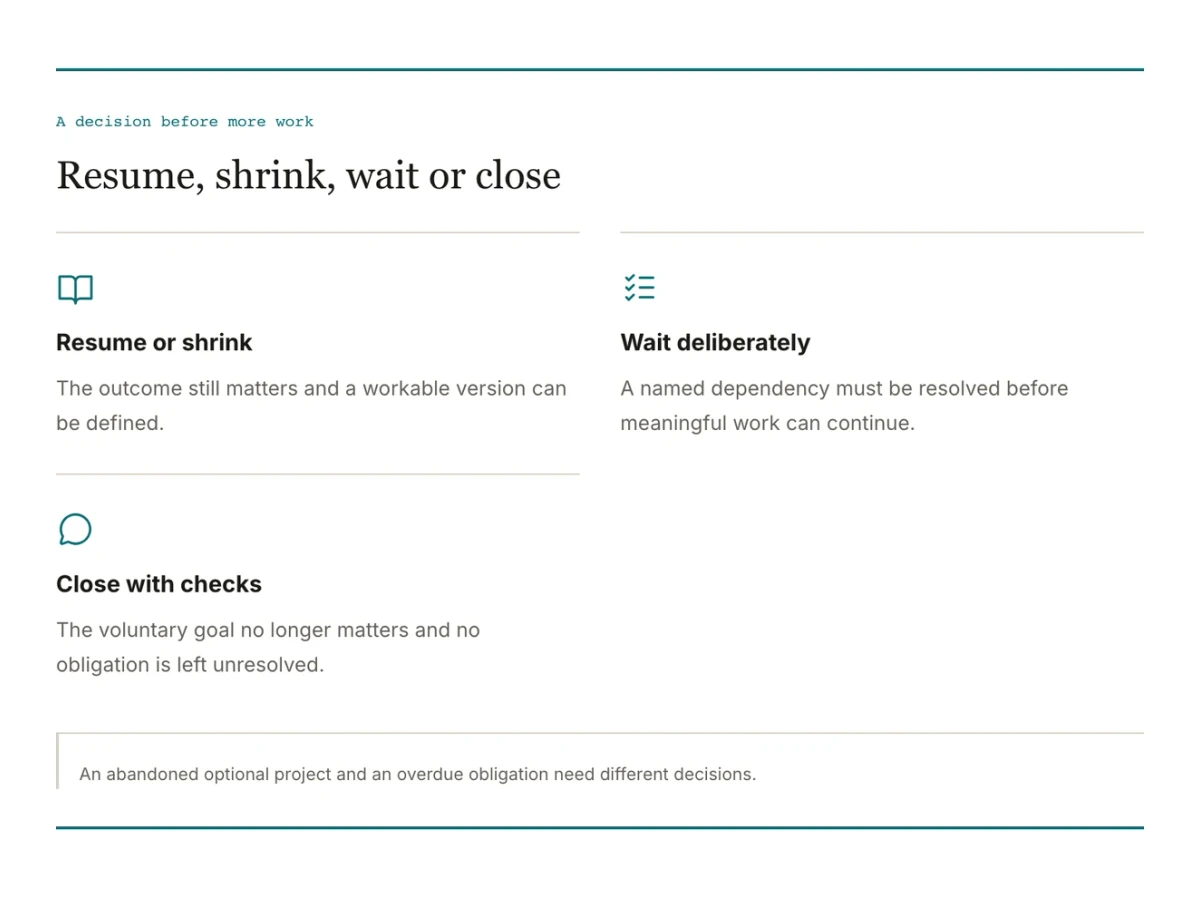 A decision before more work
Resume, shrink, wait or close
Resume or shrink
The outcome still matters and a workable version can
be defined.
Wait deliberately
A named dependency must be resolved before
meaningful work can continue.
Close with checks
The voluntary goal no longer matters and no
obligation is left unresolved.
An abandoned optional project and an overdue obligation need different decisions.